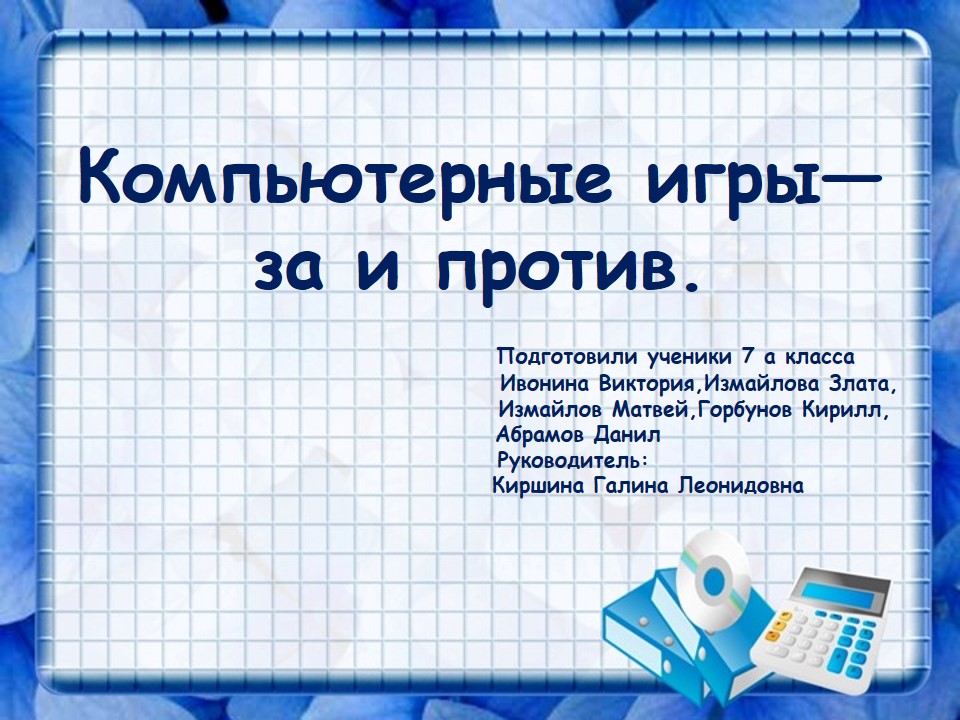 Компьютерные игры—
за и против.
Подготовили ученики 7 а класса
Ивонина Виктория,Измайлова Злата,
Измайлов Матвей,Горбунов Кирилл,
Абрамов Данил
Руководитель:
Киршина Галина Леонидовна